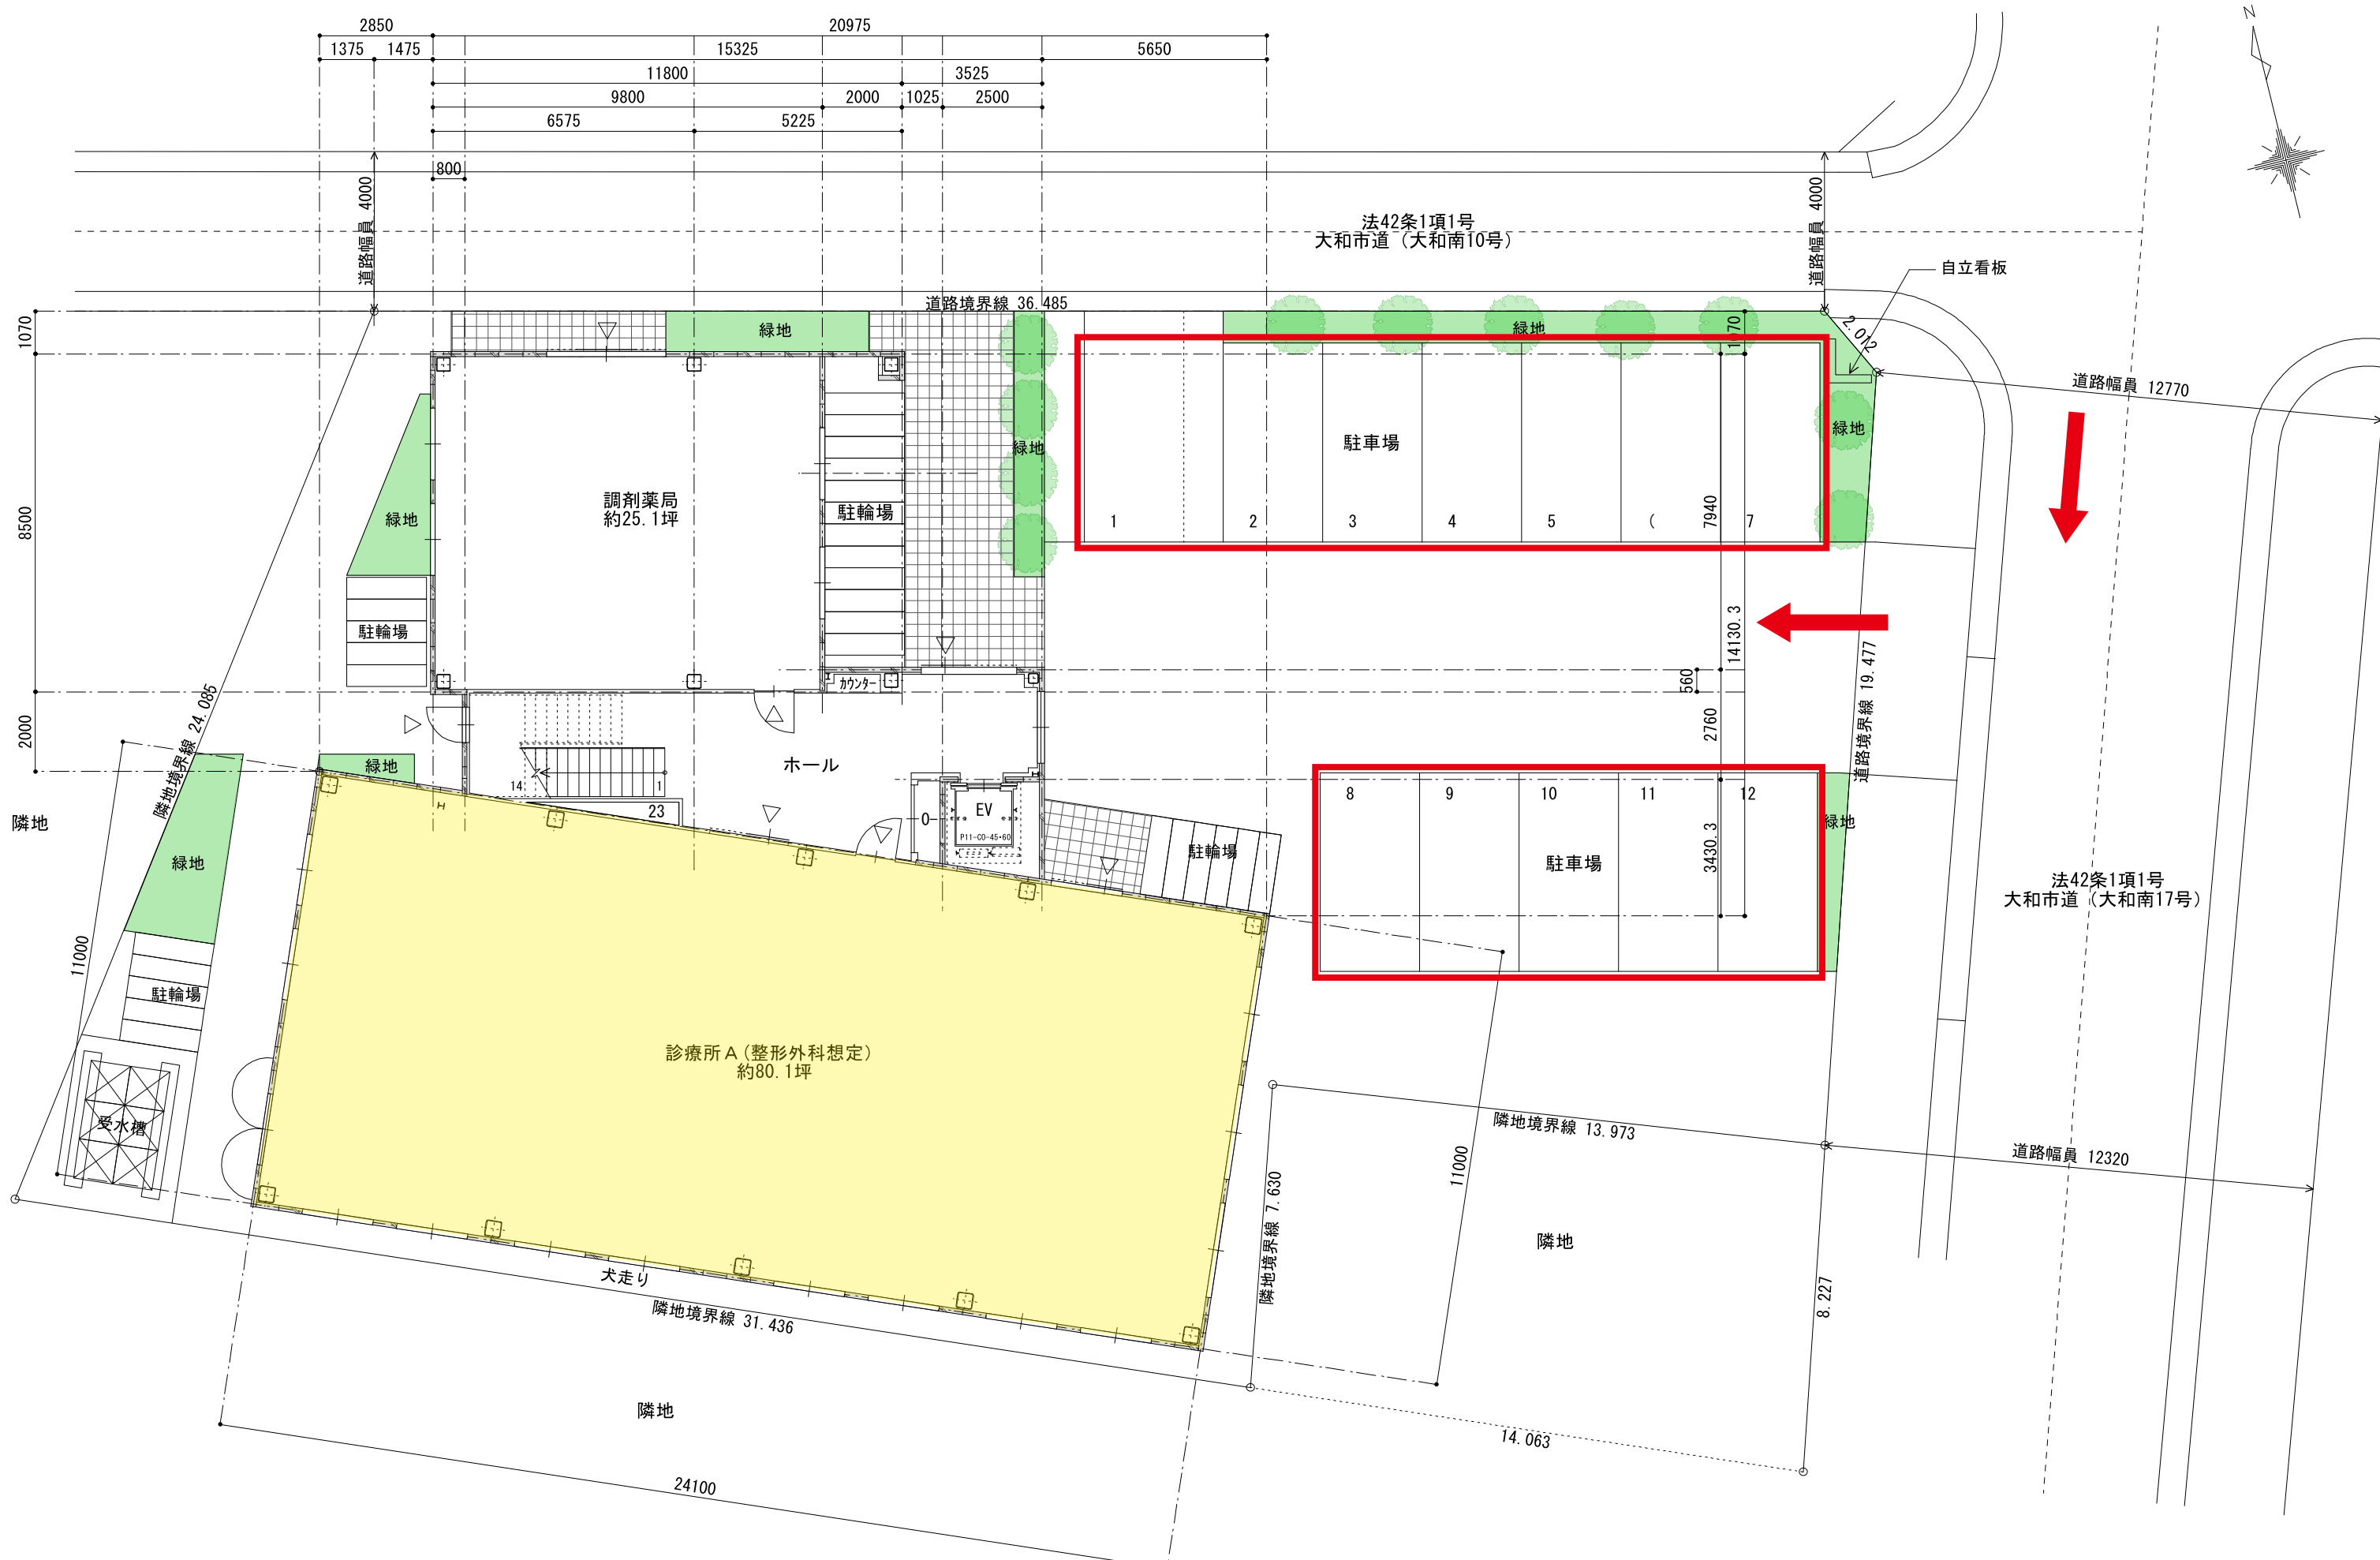 2850
20975
1375
1475
15325
5650
11800
3525
9800
2000
1025
2500
6575
5225
800
N
道路幅員 4000
道路幅員 4000
法42条1項1号
大和市道（大和南10号）
自立看板
道路境界線 36.485
1070
緑地
緑地
1070
2.012
道路幅員 12770
緑地
緑地
駐車場
調剤薬局
約25.1坪
駐輪場
緑地
8500
7940
1
2
3
4
5
(
7
駐輪場
14130.3
560
カウンター
道路境界線 19.477
2000
2760
隣地境界線 24.085
緑地
ホール
14
1
23
EV
P11-CO-45・60
8
9
10
11
12
隣地
緑地
駐輪場
駐車場
3430.3
緑地
法42条1項1号
大和市道（大和南17号）
11000
駐輪場
診療所Ａ（整形外科想定）
約80.1坪
受水槽
隣地境界線 13.973
道路幅員 12320
11000
隣地境界線 7.630
隣地
犬走り
隣地境界線 31.436
8.227
隣地
14.063
24100